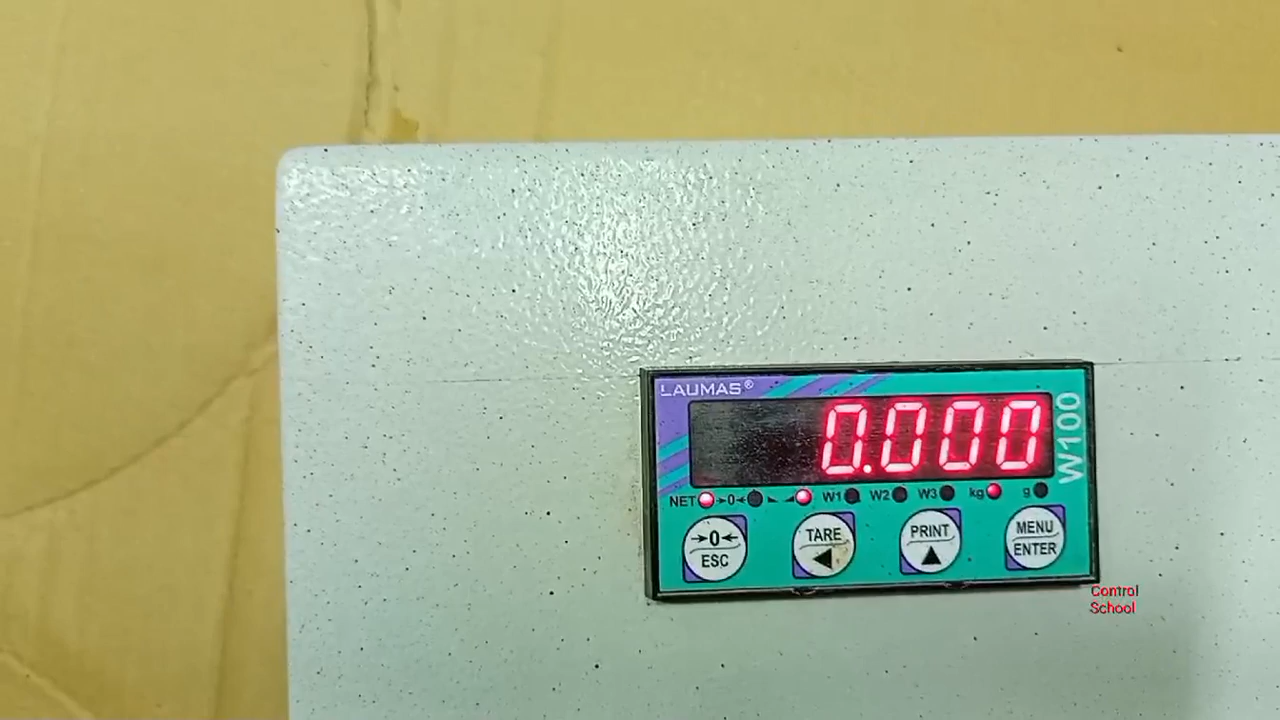 LAUMAS®
0.000
W100
NET →0← W1 W2 W3 kg g
→0← ESC
TARE
PRINT
MENU ENTER
Control
School